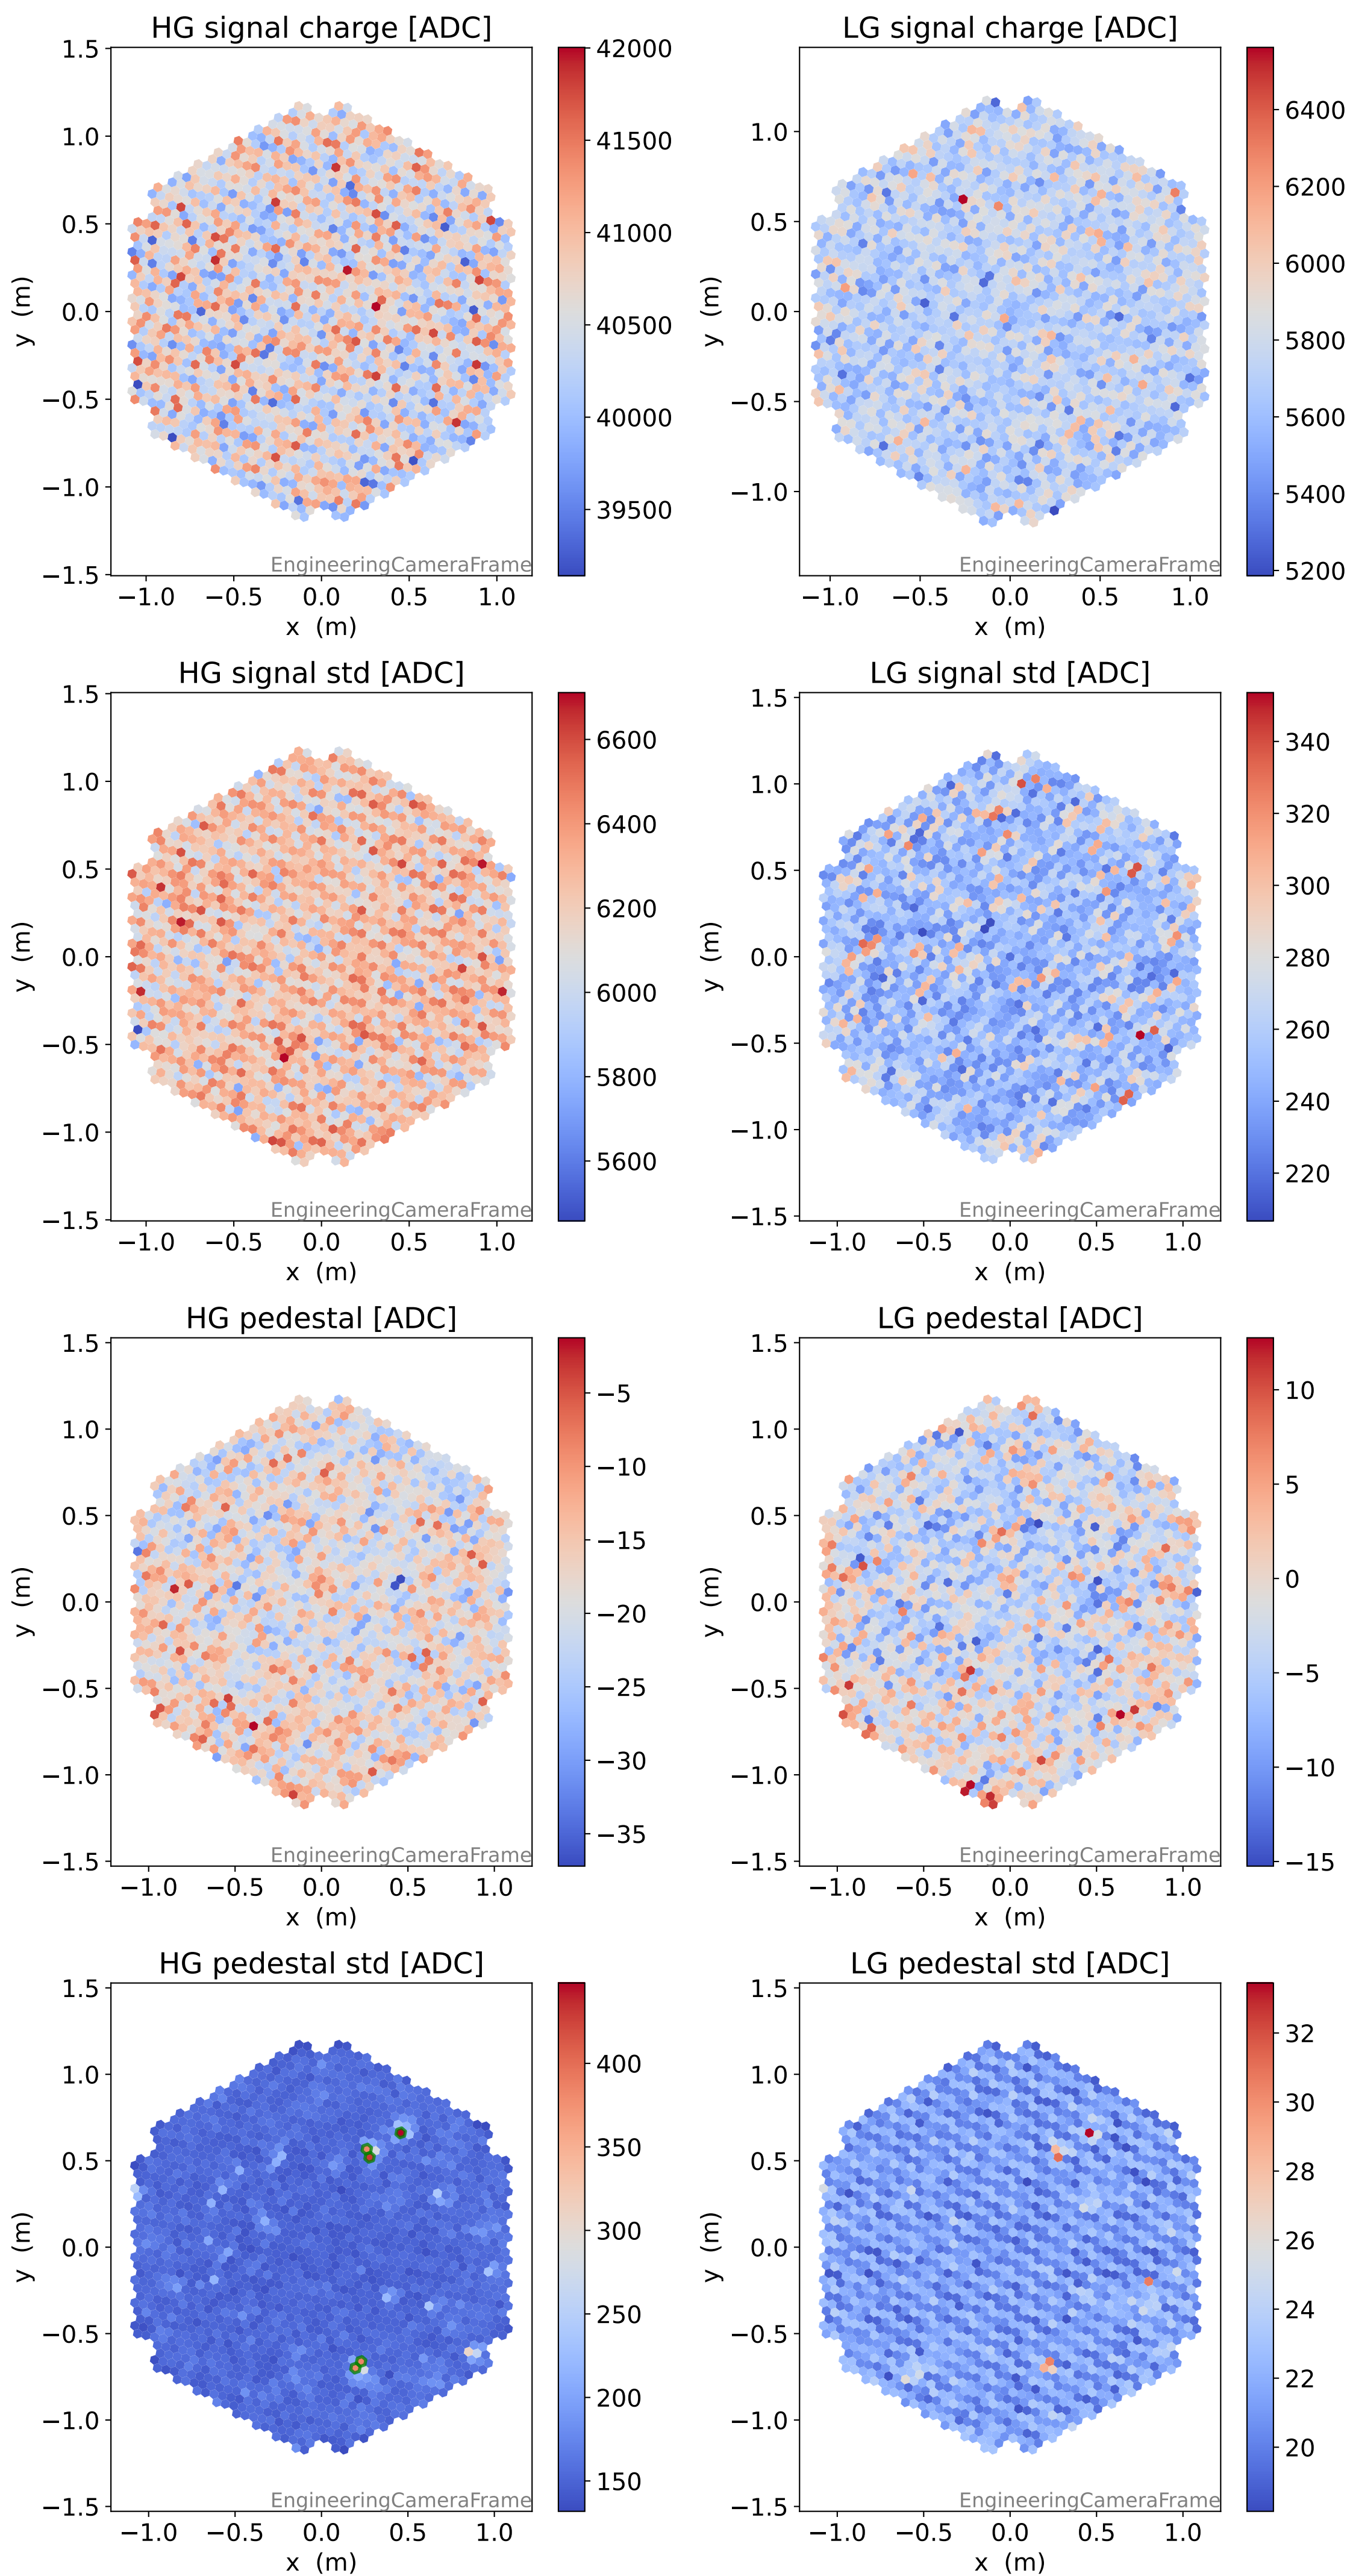 HG signal charge [ADC]
1.5
1.0
0.5
0.0
−0.5
−1.0
−1.5
y (m)
−1.0 −0.5 0.0 0.5 1.0
x (m)
EngineeringCameraFrame
42000
41500
41000
40500
40000
39500
LG signal charge [ADC]
1.0
0.5
0.0
−0.5
−1.0
y (m)
−1.0 −0.5 0.0 0.5 1.0
x (m)
EngineeringCameraFrame
6400
6200
6000
5800
5600
5400
5200
HG signal std [ADC]
1.5
1.0
0.5
0.0
−0.5
−1.0
−1.5
y (m)
−1.0 −0.5 0.0 0.5 1.0
x (m)
EngineeringCameraFrame
6600
6400
6200
6000
5800
5600
LG signal std [ADC]
1.5
1.0
0.5
0.0
−0.5
−1.0
−1.5
y (m)
−1.0 −0.5 0.0 0.5 1.0
x (m)
EngineeringCameraFrame
340
320
300
280
260
240
220
HG pedestal [ADC]
1.5
1.0
0.5
0.0
−0.5
−1.0
−1.5
y (m)
−1.0 −0.5 0.0 0.5 1.0
x (m)
EngineeringCameraFrame
−5
−10
−15
−20
−25
−30
−35
LG pedestal [ADC]
1.5
1.0
0.5
0.0
−0.5
−1.0
−1.5
y (m)
−1.0 −0.5 0.0 0.5 1.0
x (m)
EngineeringCameraFrame
10
5
0
−5
−10
−15
HG pedestal std [ADC]
1.5
1.0
0.5
0.0
−0.5
−1.0
−1.5
y (m)
−1.0 −0.5 0.0 0.5 1.0
x (m)
EngineeringCameraFrame
400
350
300
250
200
150
LG pedestal std [ADC]
1.5
1.0
0.5
0.0
−0.5
−1.0
−1.5
y (m)
−1.0 −0.5 0.0 0.5 1.0
x (m)
EngineeringCameraFrame
32
30
28
26
24
22
20